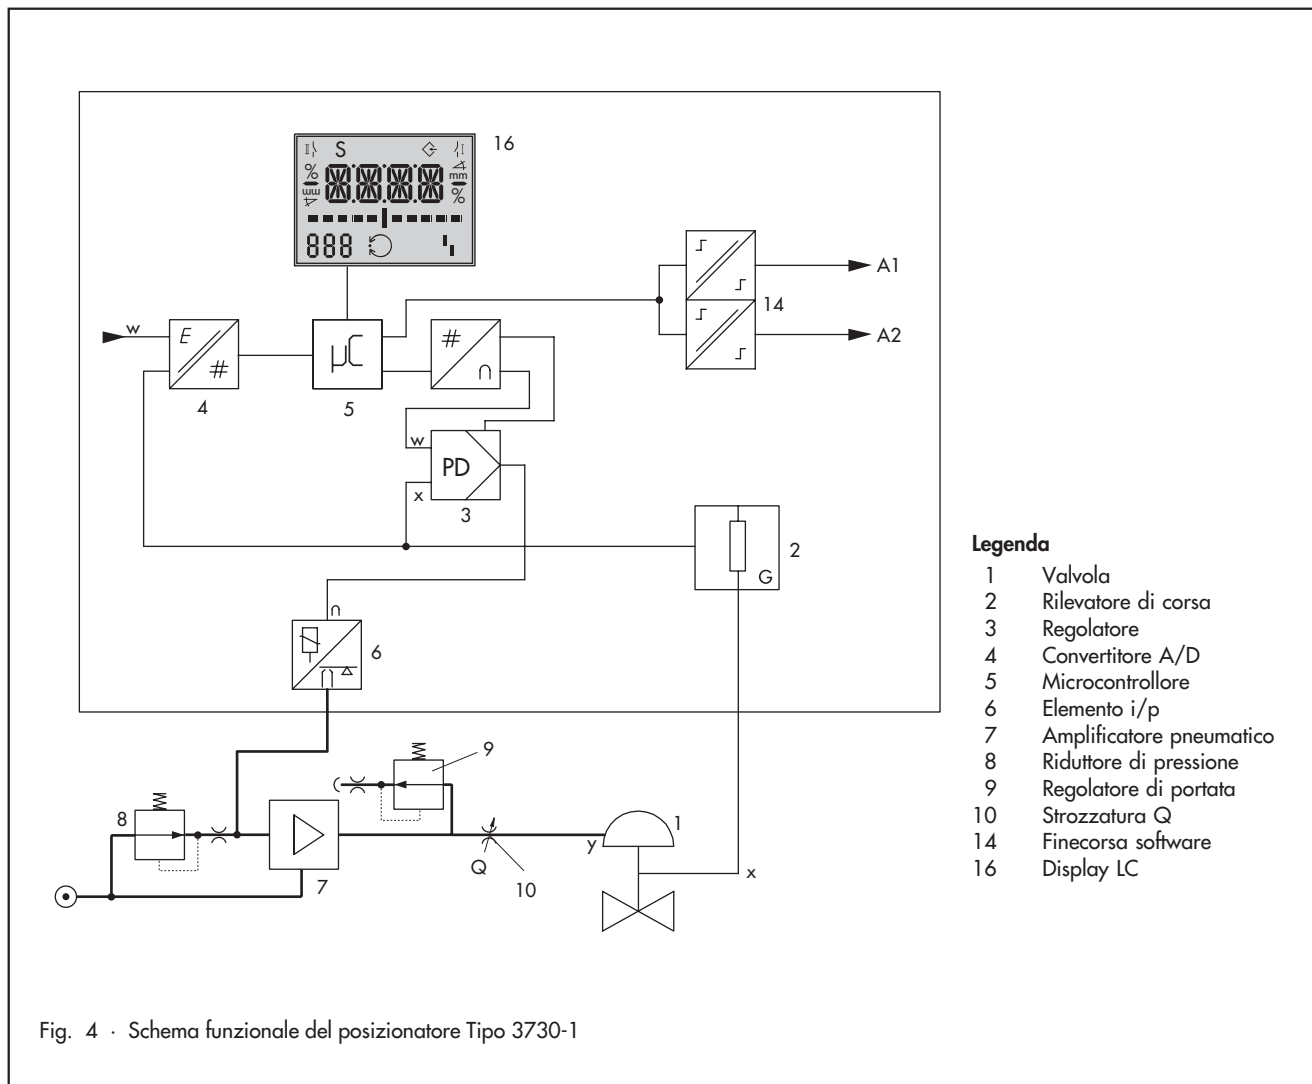 S
16
%
mm
mm
%
888
A1
14
A2
w
E
#
µC
#
∩
4
5
w
PD
x
3
2
G
∩
6
9
8
1
y
Q
10
7
x
Legenda
1 Valvola
2 Rilevatore di corsa
3 Regolatore
4 Convertitore A/D
5 Microcontrollore
6 Elemento i/p
7 Amplificatore pneumatico
8 Riduttore di pressione
9 Regolatore di portata
10 Strozzatura Q
14 Finecorsa software
16 Display LC
Fig. 4 · Schema funzionale del posizionatore Tipo 3730-1